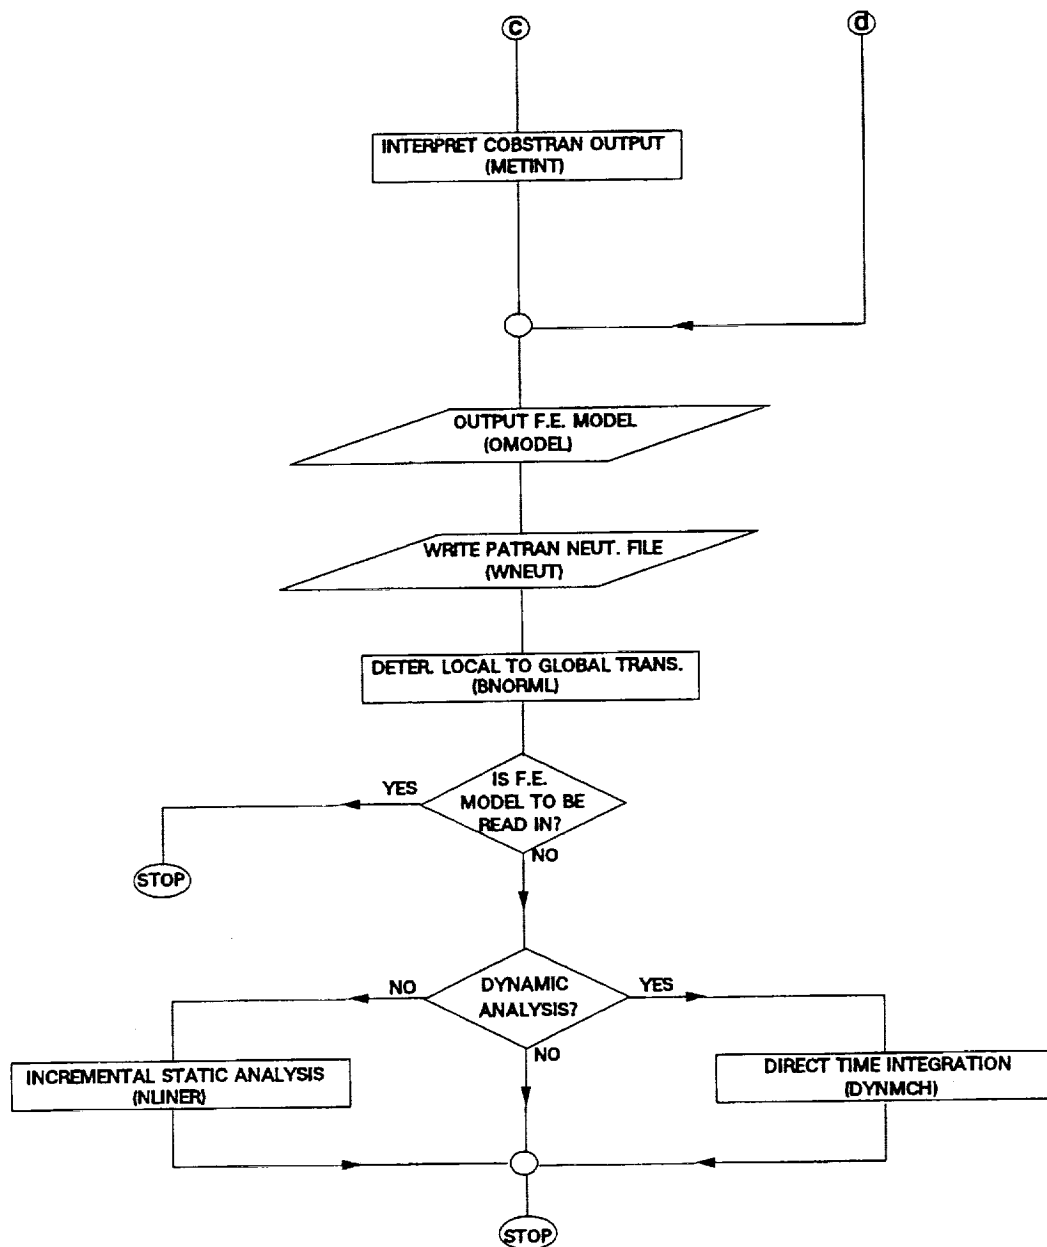 c
d
INTERPRET COBSTRAN OUTPUT
(METINT)
OUTPUT F.E. MODEL
(OMODEL)
WRITE PATRAN NEUT. FILE
(WNEUT)
DETER. LOCAL TO GLOBAL TRANS.
(BNORML)
YES
IS F.E.
MODEL TO BE
READ IN?
NO
STOP
NO
DYNAMIC
ANALYSIS?
YES
NO
INCREMENTAL STATIC ANALYSIS
(NLINER)
DIRECT TIME INTEGRATION
(DYNMCH)
STOP